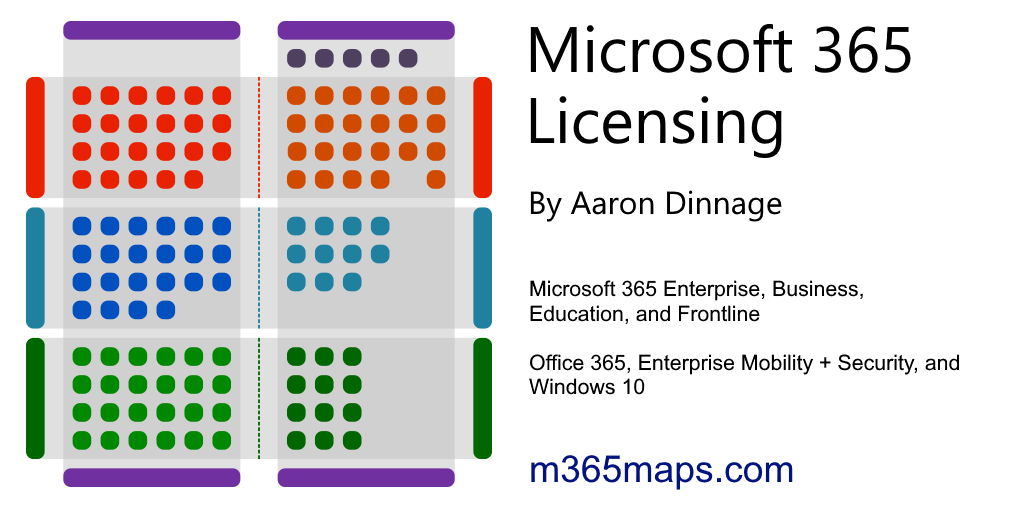 Microsoft 365
Licensing
By Aaron Dinnage
Microsoft 365 Enterprise, Business,
Education, and Frontline
Office 365, Enterprise Mobility + Security, and
Windows 10
m365maps.com